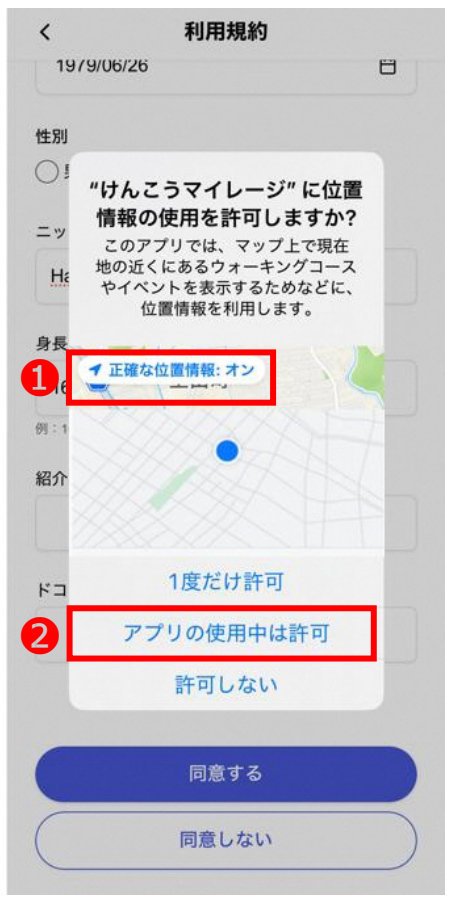 利用規約
1979/06/26
性別
“けんこうマイレージ” に位置
情報の使用を許可しますか?
このアプリでは、マップ上で現在
地の近くにあるウォーキングコース
やイベントを表示するためなどに、
位置情報を利用します。
ニッ
Ha
身長
1
正確な位置情報: オン
16
例：1
紹介
1度だけ許可
ドコ
2
アプリの使用中は許可
許可しない
同意する
同意しない